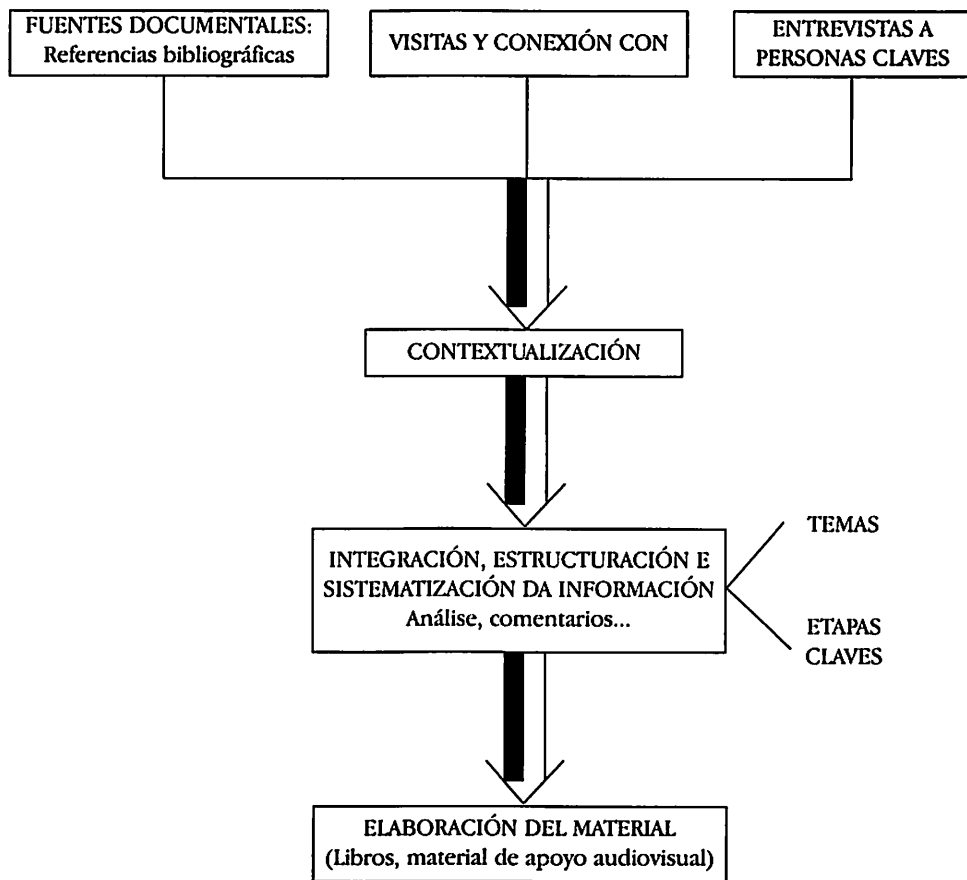 FUENTES DOCUMENTALES:
Referencias bibliográficas
VISITAS Y CONEXIÓN CON
ENTREVISTAS A
PERSONAS CLAVES
CONTEXTUALIZACIÓN
INTEGRACIÓN, ESTRUCTURACIÓN E
SISTEMATIZACIÓN DA INFORMACIÓN
Análise, comentarios...
TEMAS
ETAPAS
CLAVES
ELABORACIÓN DEL MATERIAL
(Libros, material de apoyo audiovisual)